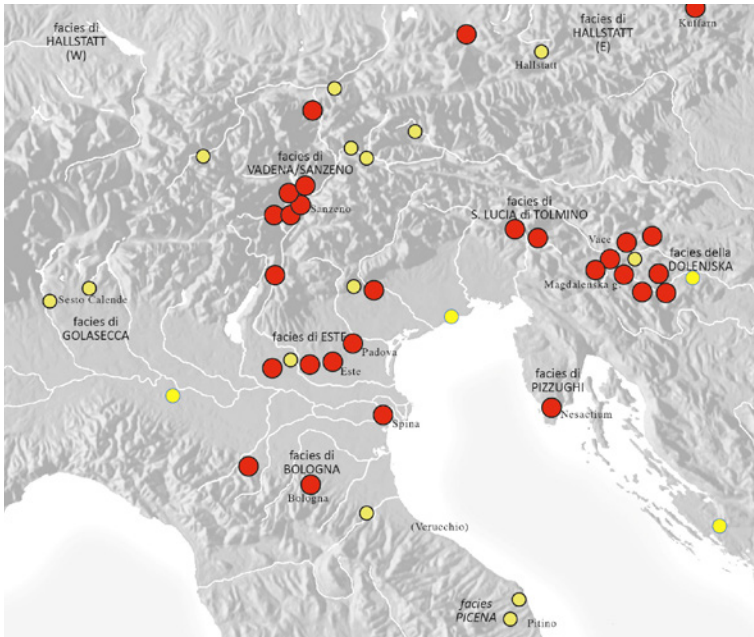 facies di
HALLSTATT
(W)
facies di
HALLSTATT
(E)
Kuffarn
Hallstatt
facies di
VADENA/SANZENO
Sanzeno
facies di
S. LUCIA di TOLMINO
Vače
facies della
DOLENJSKA
Magdalenska g.
Sesto Calende
facies di
GOLASECCA
facies di ESTE
Padova
Este
facies di
PIZZUGHI
Nesactium
Spina
facies di
BOLOGNA
Bologna
(Verucchio)
facies
PICENA
Pitino